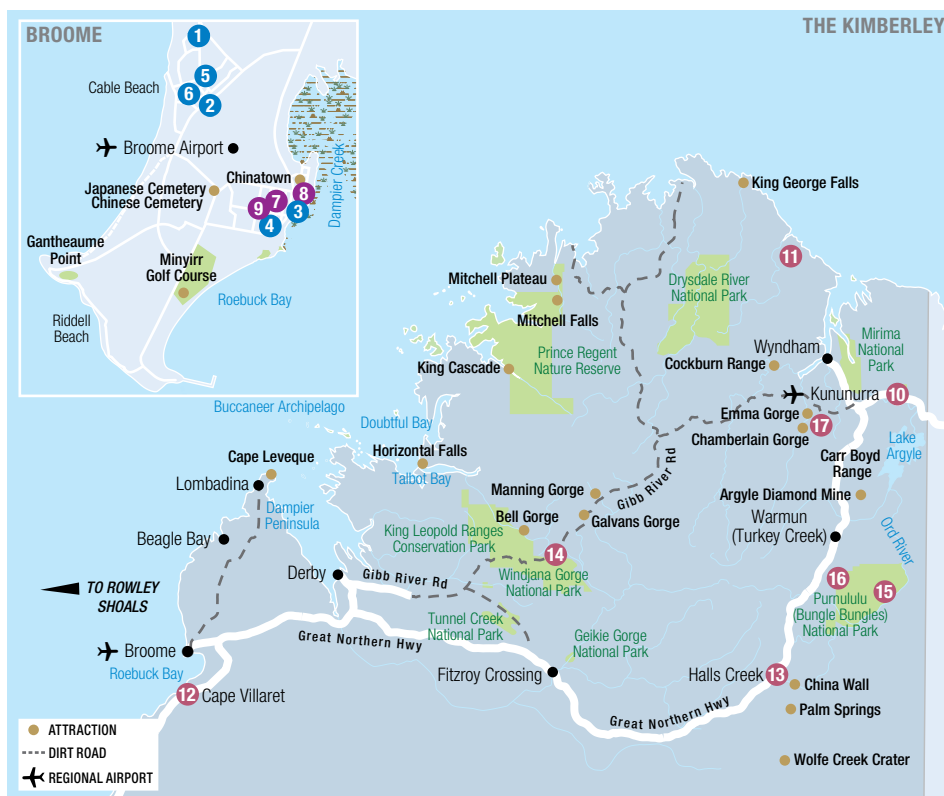 BROOME
THE KIMBERLEY
1
5
Cable Beach
6
2
Broome Airport
Chinatown
Japanese Cemetery
Chinese Cemetery
8
7
9
3
4
Dampier Creek
Gantheaume
Point
Minyirr
Golf Course
Roebuck Bay
Riddell
Beach
King George Falls
11
Mitchell Plateau
Drysdale River
National Park
Mitchell Falls
Mirima
National
Park
Wyndham
Prince Regent
Nature Reserve
King Cascade
Cockburn Range
Kununurra
10
Buccaneer Archipelago
Doubtful Bay
Emma Gorge
17
Chamberlain Gorge
Lake
Argyle
Cape Leveque
Horizontal Falls
Gibb River Rd
Carr Boyd
Range
Lombadina
Talbot Bay
Dampier
Peninsula
Manning Gorge
Argyle Diamond Mine
Bell Gorge
Galvans Gorge
King Leopold Ranges
Conservation Park
Warmun
(Turkey Creek)
Ord River
Beagle Bay
14
Derby
Gibb River Rd
Windjana Gorge
National Park
16
15
TO ROWLEY
SHOALS
Purnululu
(Bungle Bungles)
National Park
Tunnel Creek
National Park
Great Northern Hwy
Geikie Gorge
National Park
Broome
Roebuck Bay
Fitzroy Crossing
Halls Creek
13
12
Cape Villaret
China Wall
Great Northern Hwy
Palm Springs
ATTRACTION
DIRT ROAD
REGIONAL AIRPORT
Wolfe Creek Crater